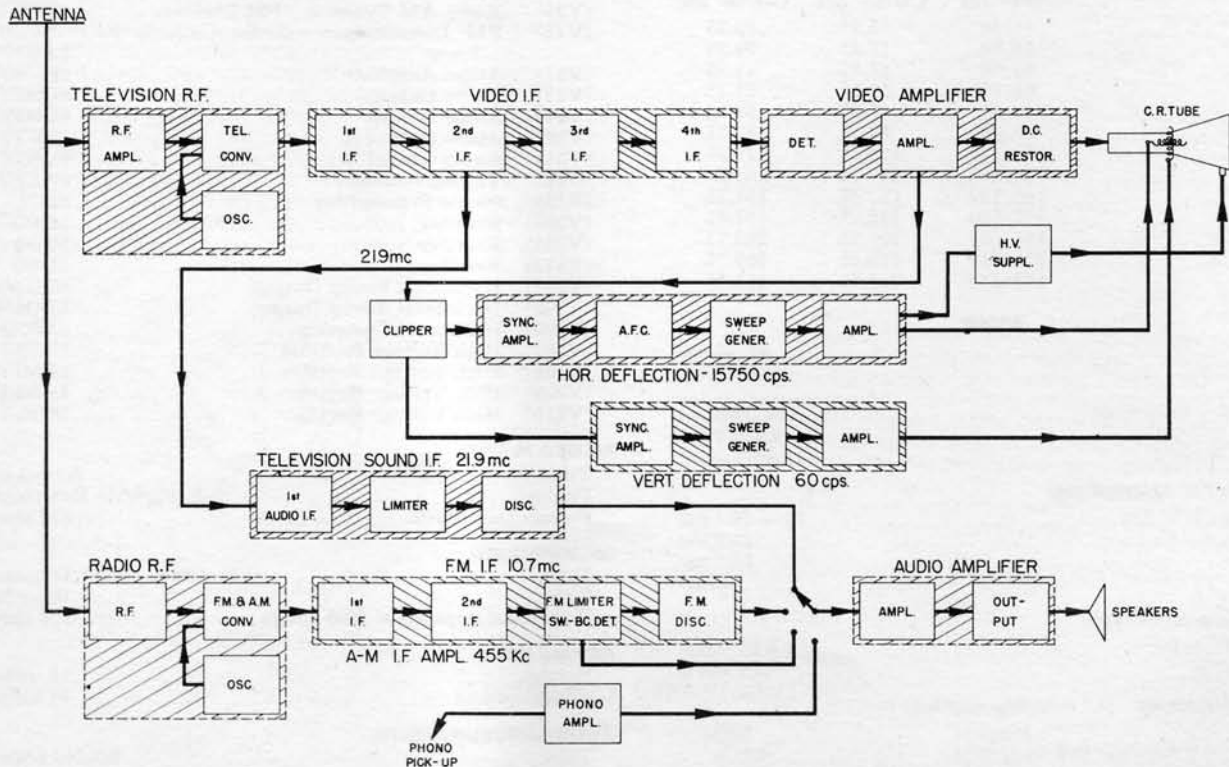 ANTENNA
TELEVISION R.F.
VIDEO I.F.
VIDEO AMPLIFIER
C. R. TUBE
R.F.
AMPL.
TEL.
CONV.
OSC.
1st
I.F.
2nd
I.F.
3rd
I.F.
4th
I.F.
DET.
AMPL.
D.C.
RESTOR.
21.9mc
H.V.
SUPPL.
CLIPPER
SYNC.
AMPL.
A.F.C.
SWEEP
GENER.
AMPL.
HOR. DEFLECTION - 15750 cps.
SYNC.
AMPL.
SWEEP
GENER.
AMPL.
VERT. DEFLECTION 60 cps.
TELEVISION SOUND I.F. 21.9mc
1st
AUDIO I.F.
LIMITER
DISC.
RADIO R.F.
F.M. I.F. 10.7mc
AUDIO AMPLIFIER
R.F.
F.M. & A.M.
CONV.
OSC.
1st
I.F.
2nd
I.F.
F.M LIMITER
SW-BC. DET.
F. M.
DISC.
A-M I.F. AMPL. 455 Kc
AMPL.
OUT-
PUT
SPEAKERS
PHONO
AMPL.
PHONO
PICK-UP